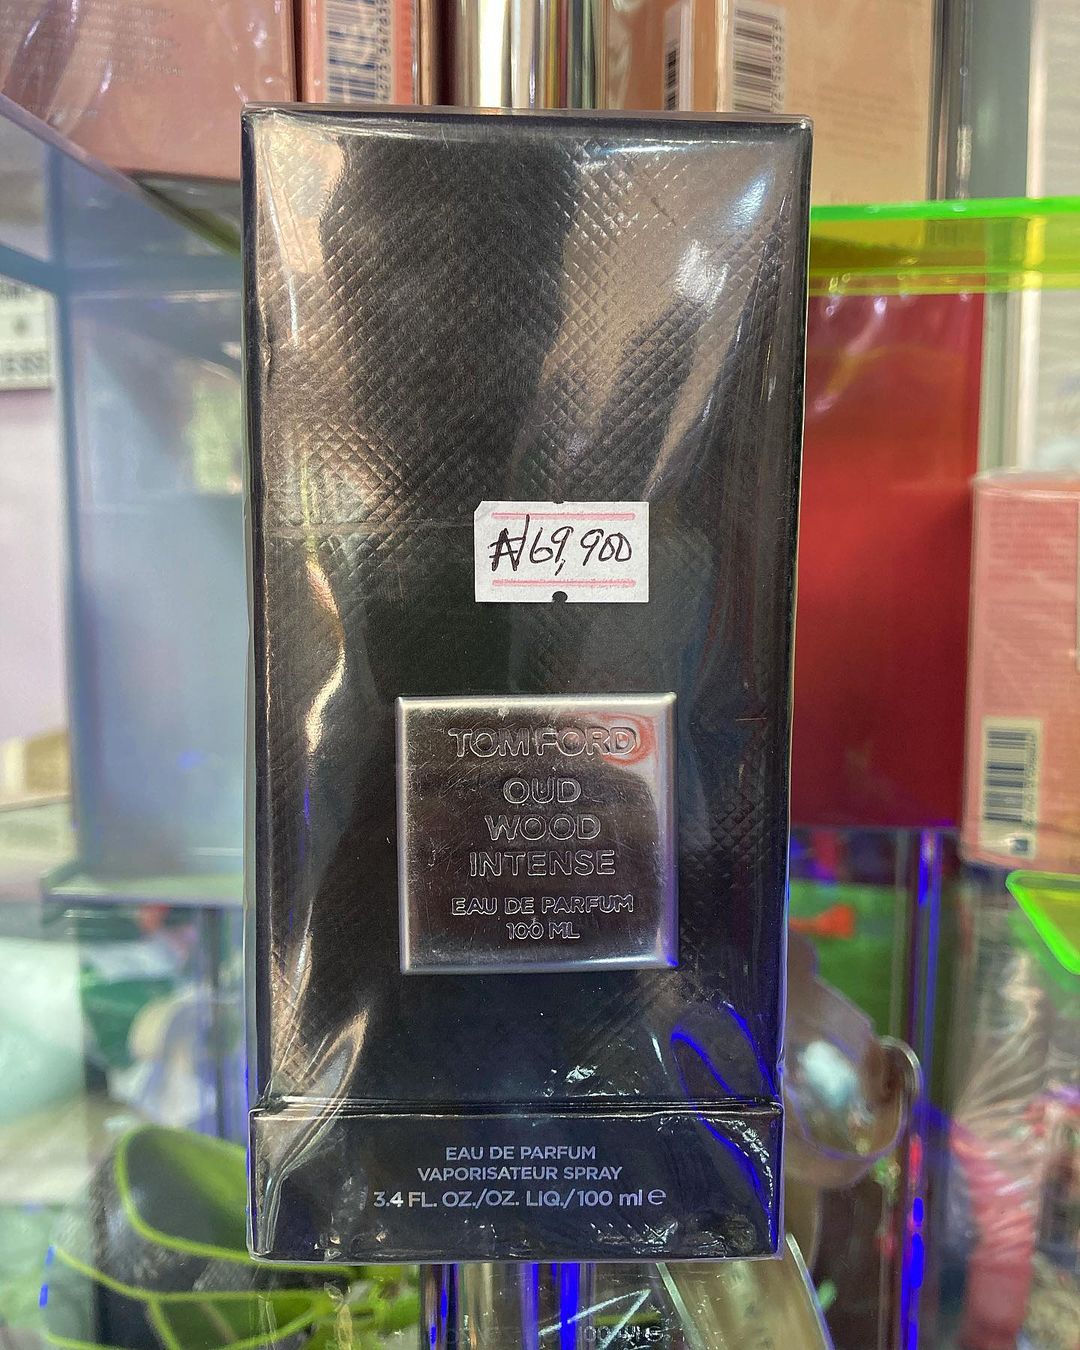 ₦69,900
TOM FORD
OUD
WOOD
INTENSE
EAU DE PARFUM
100 ML
EAU DE PARFUM
VAPORISATEUR SPRAY
3.4 FL. OZ./OZ. LIQ./100 ml ℮